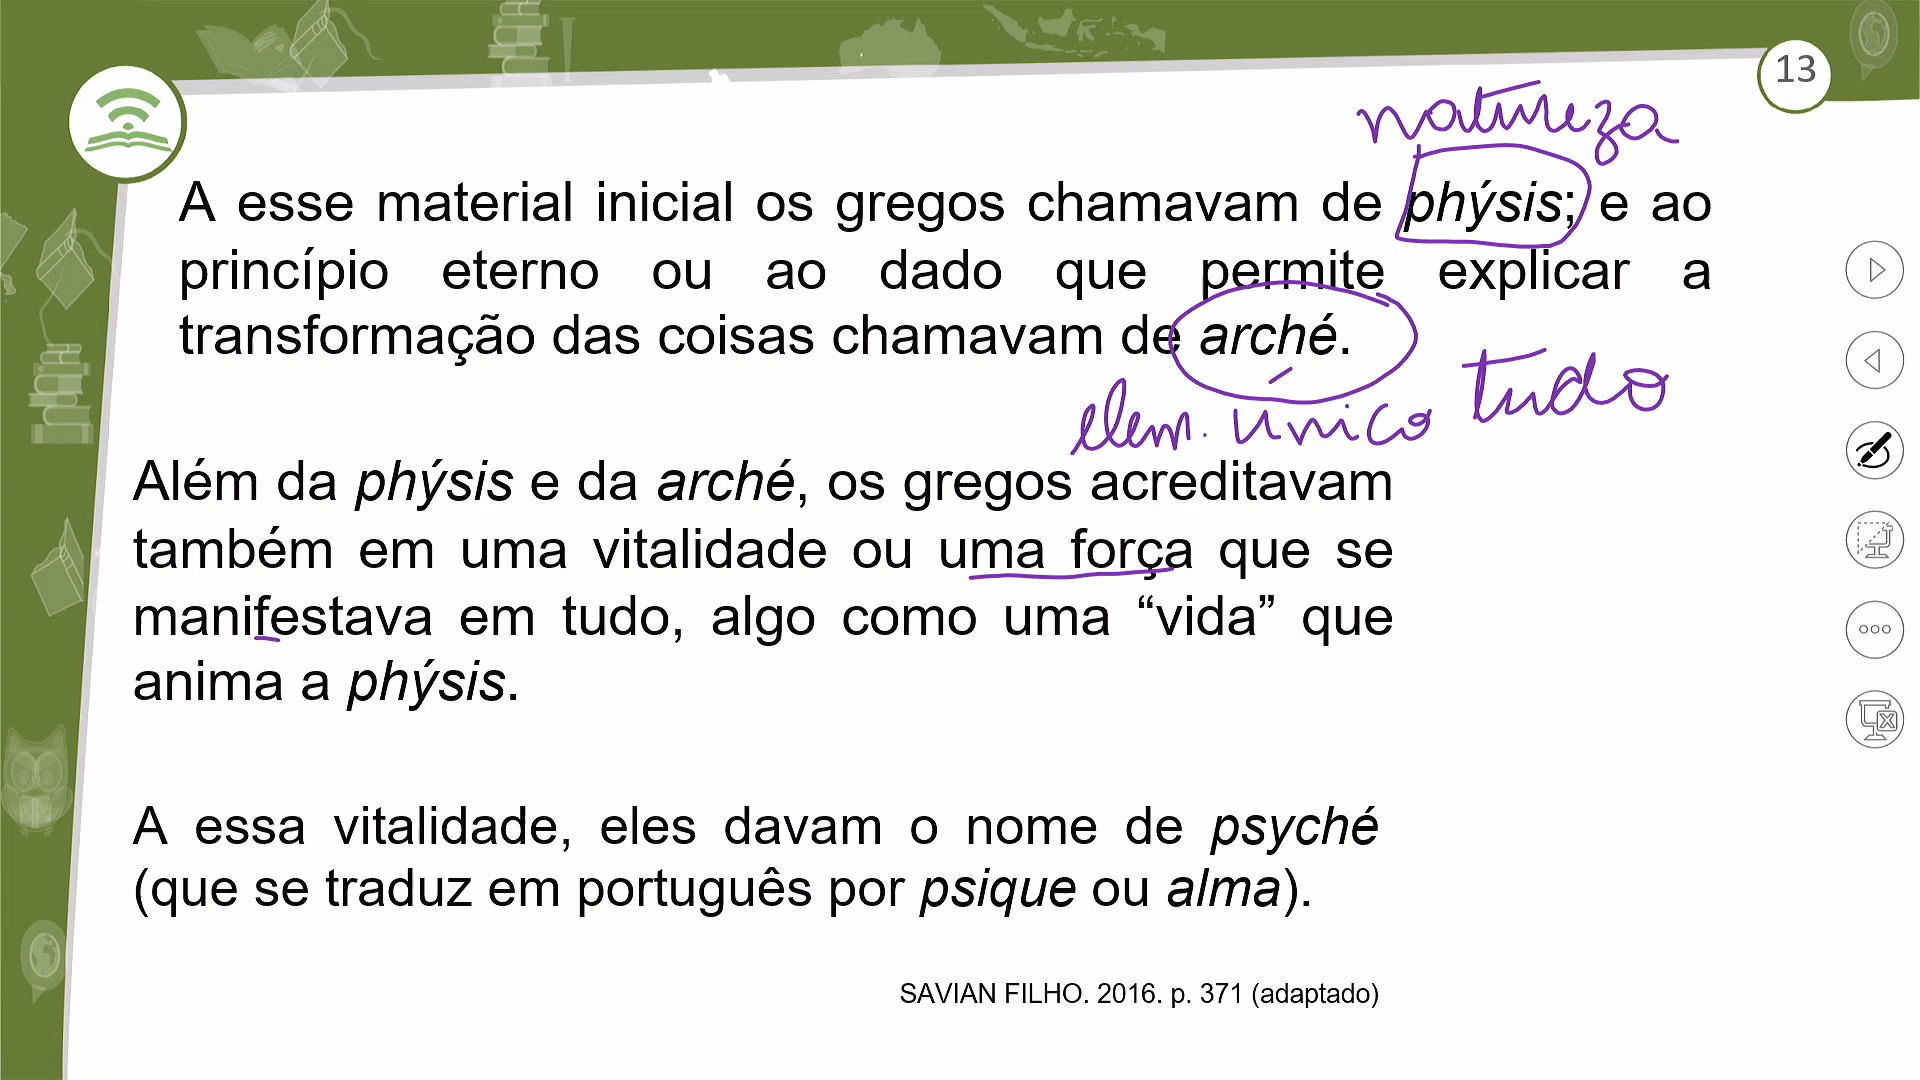 13
natureza
A esse material inicial os gregos chamavam de phýsis; e ao
princípio eterno ou ao dado que permite explicar a
transformação das coisas chamavam de arché.
elem. único tudo
Além da phýsis e da arché, os gregos acreditavam
também em uma vitalidade ou uma força que se
manifestava em tudo, algo como uma “vida” que
anima a phýsis.
A essa vitalidade, eles davam o nome de psyché
(que se traduz em português por psique ou alma).
SAVIAN FILHO. 2016. p. 371 (adaptado)